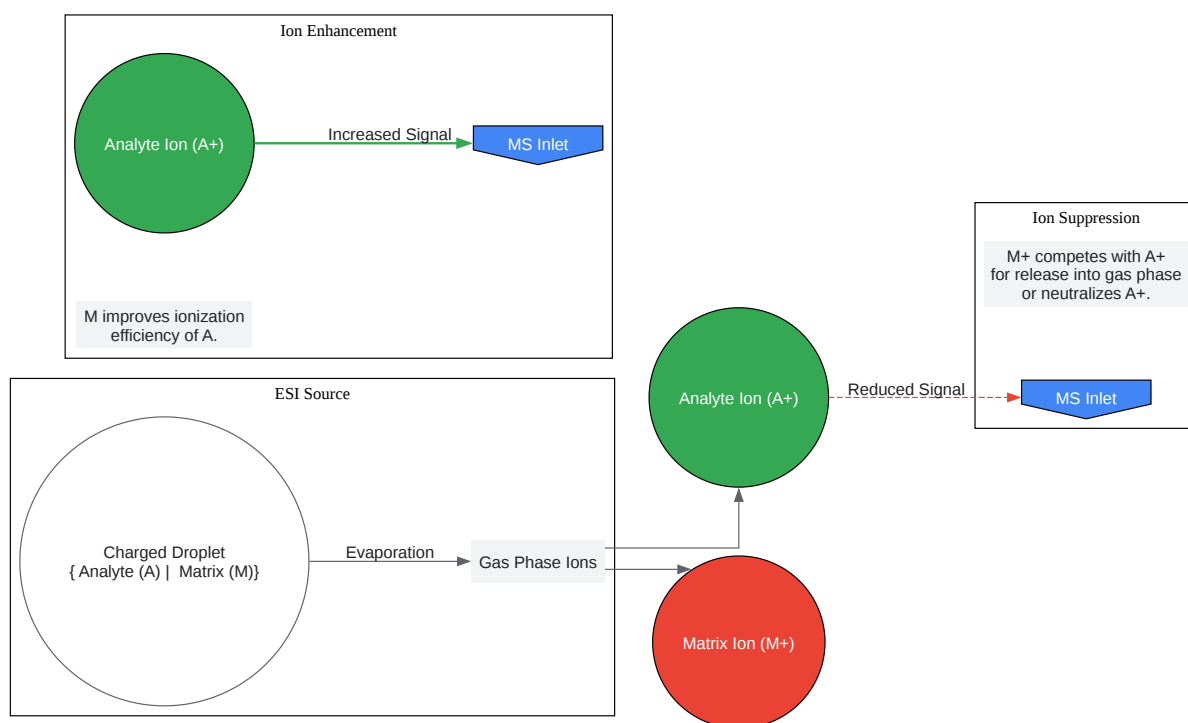 Ion Enhancement
Analyte Ion (A+)
Increased Signal
MS Inlet
M improves ionization
efficiency of A.
Ion Suppression
M+ competes with A+
for release into gas phase
or neutralizes A+.
Analyte Ion (A+)
Reduced Signal
MS Inlet
ESI Source
Charged Droplet
{ Analyte (A) | Matrix (M)}
Evaporation
Gas Phase Ions
Matrix Ion (M+)